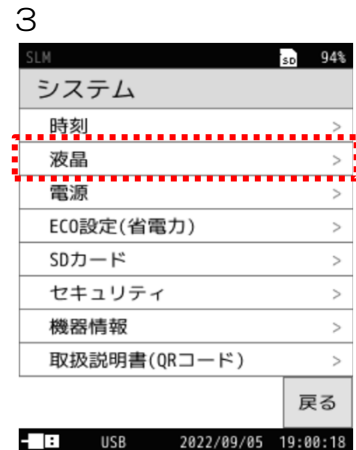 3
SLM SD 94%
システム
時刻 >
液晶 >
電源 >
ECO設定(省電力) >
SDカード >
セキュリティ >
機器情報 >
取扱説明書(QRコード) >
戻る
USB 2022/09/05 19:00:18